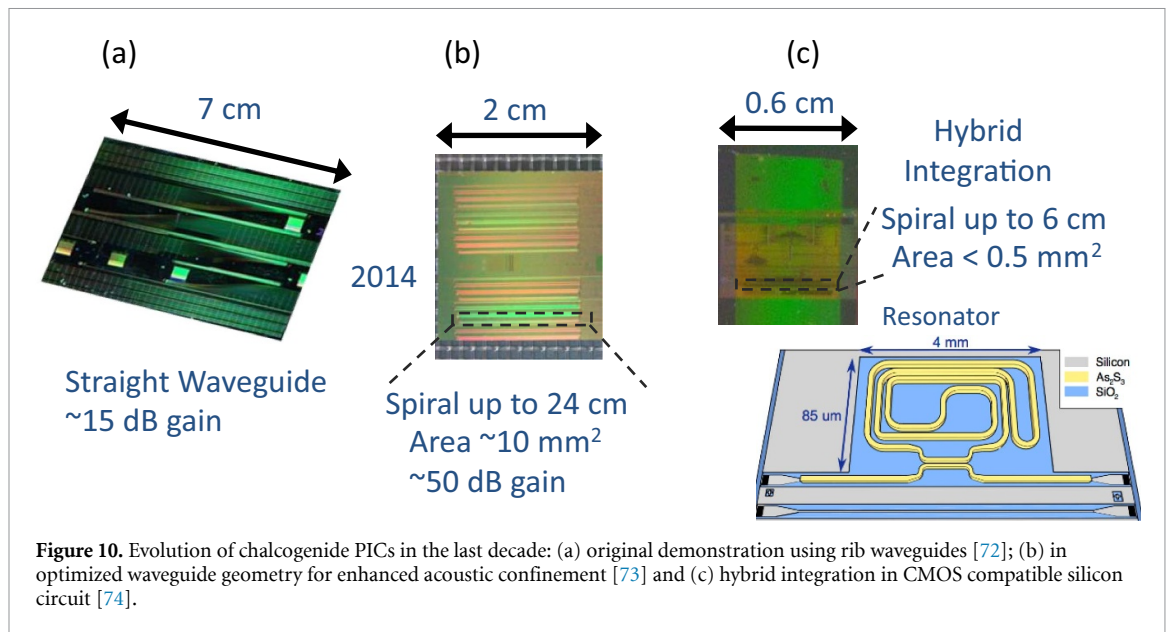 (a)
7 cm
Straight Waveguide
~15 dB gain
2014
(b)
2 cm
Spiral up to 24 cm
Area ~10 mm²
~50 dB gain
(c)
0.6 cm
Hybrid
Integration
Spiral up to 6 cm
Area < 0.5 mm²
Resonator
4 mm
85 um
Silicon
As₂S₃
SiO₂
Figure 10. Evolution of chalcogenide PICs in the last decade: (a) original demonstration using rib waveguides [72]; (b) in
optimized waveguide geometry for enhanced acoustic confinement [73] and (c) hybrid integration in CMOS compatible silicon
circuit [74].